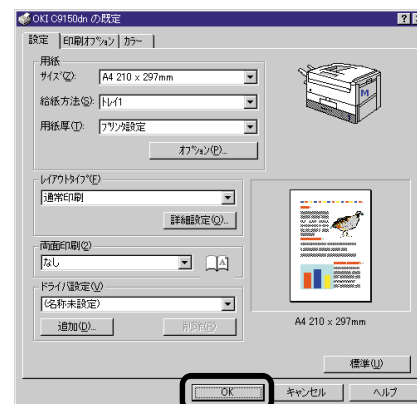 OKI C9150dn の既定
設定 印刷オプション カラー
用紙
サイズ(Z): A4 210 x 297mm
給紙方法(S): トレイ1
用紙厚(T): プリンタ設定
オプション(P)...
M
レイアウトタイプ(F)
通常印刷
詳細設定(O)...
両面印刷(2)
なし
A
ドライバ設定(V)
(名称未設定)
追加(D)... 削除(R)
A4 210 x 297mm
標準(U)
OK キャンセル ヘルプ